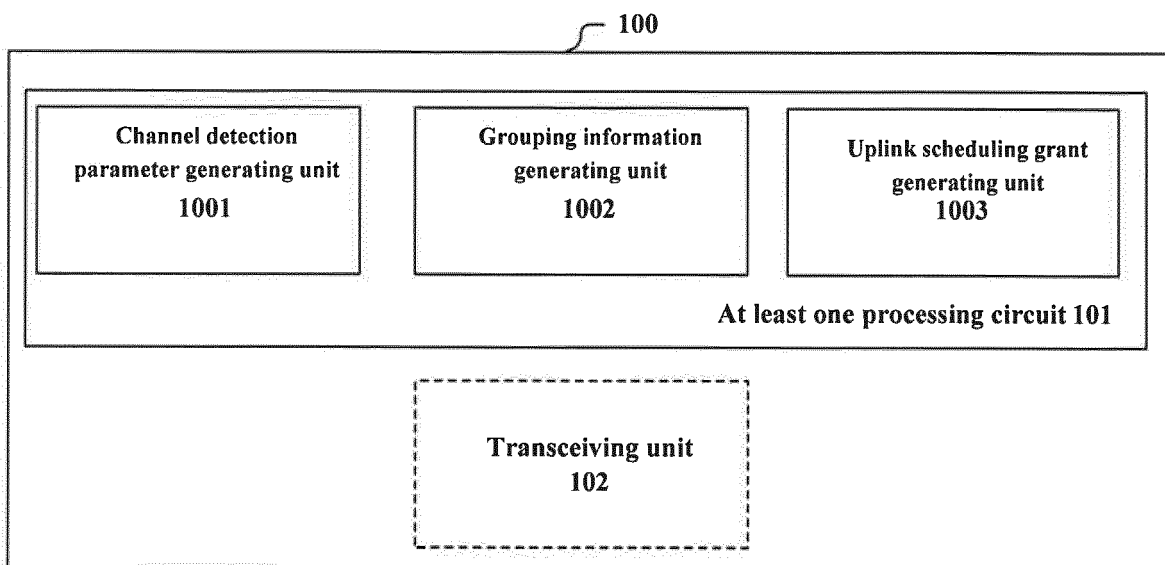 100
Channel detection
parameter generating unit
1001
Grouping information
generating unit
1002
Uplink scheduling grant
generating unit
1003
At least one processing circuit 101
Transceiving unit
102